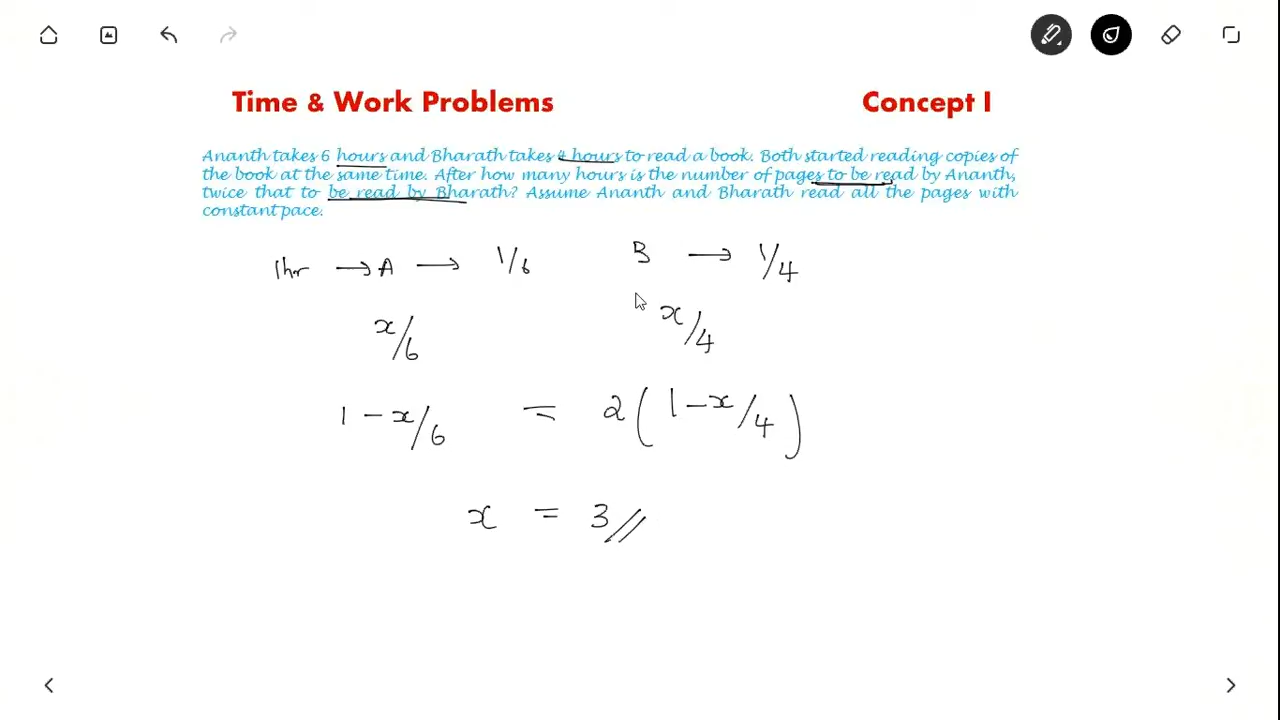 Time & Work Problems Concept I
Ananth takes 6 hours and Bharath takes 4 hours to read a book. Both started reading copies of
the book at the same time. After how many hours is the number of pages to be read by Ananth,
twice that to be read by Bharath? Assume Ananth and Bharath read all the pages with
constant pace.
1hr → A → 1/6 B → 1/4
x/6 x/4
1 - x/6 = 2(1 - x/4)
x = 3//